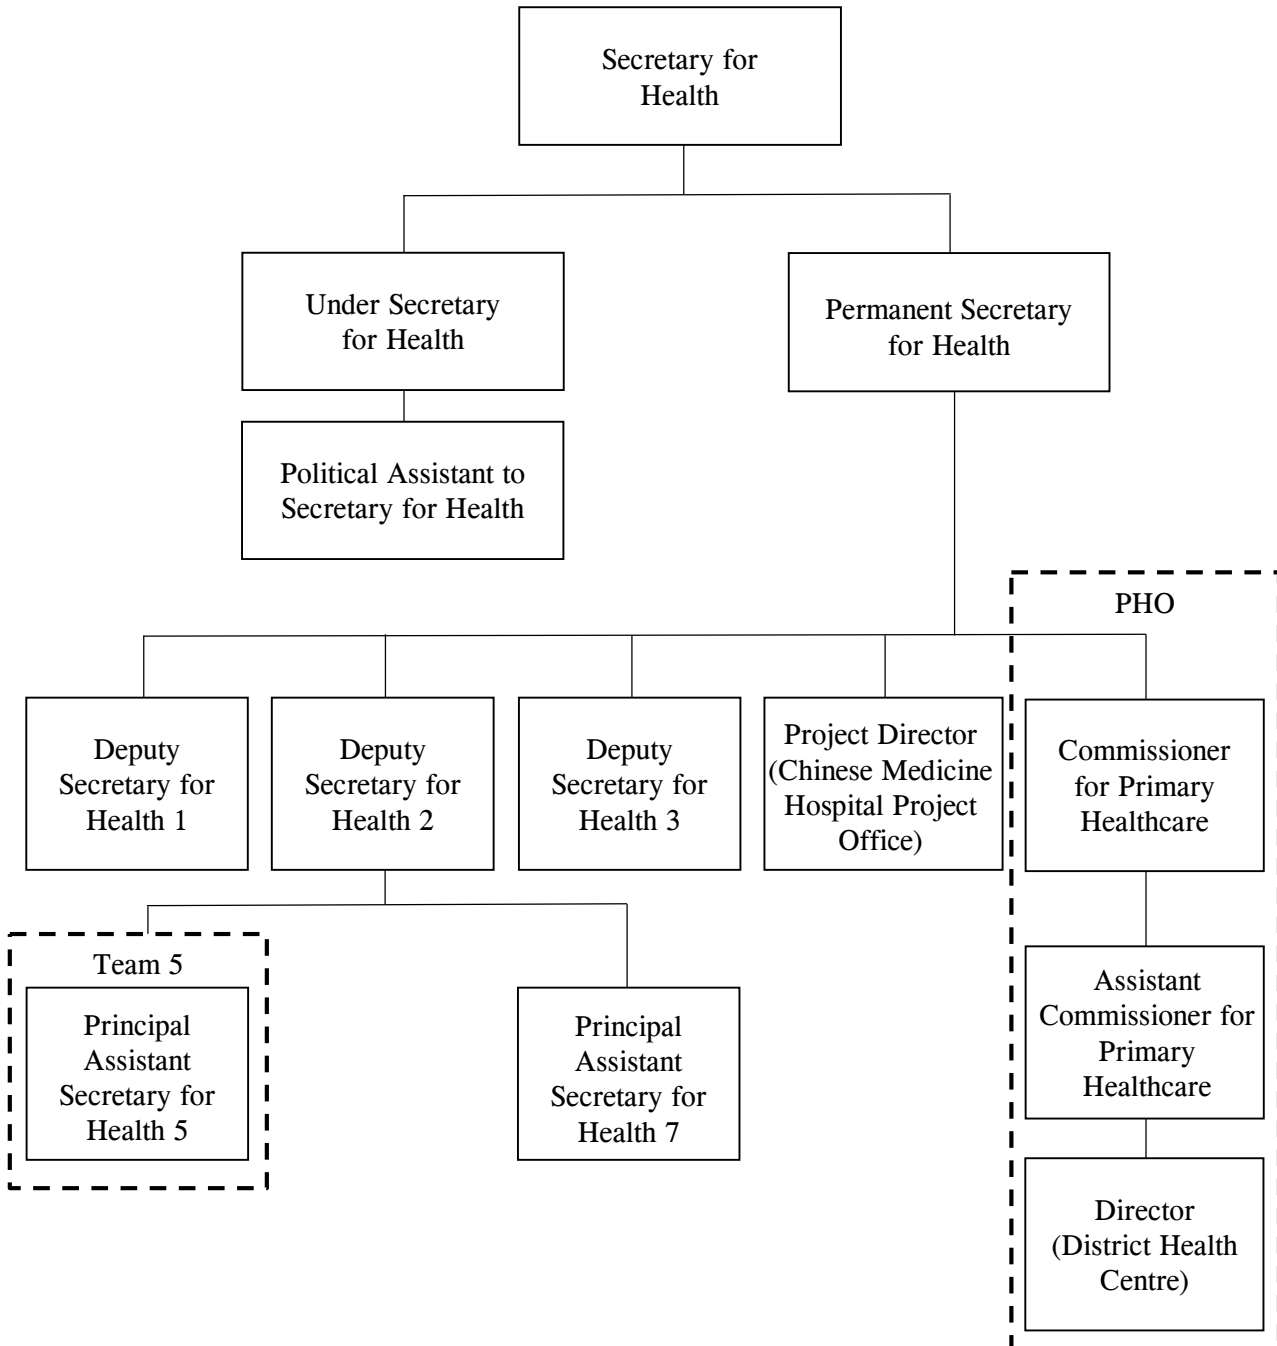 Secretary for
Health
Under Secretary
for Health
Permanent Secretary
for Health
Political Assistant to
Secretary for Health
PHO
Deputy
Secretary for
Health 1
Deputy
Secretary for
Health 2
Deputy
Secretary for
Health 3
Project Director
(Chinese Medicine
Hospital Project
Office)
Commissioner
for Primary
Healthcare
Team 5
Principal
Assistant
Secretary for
Health 5
Principal
Assistant
Secretary for
Health 7
Assistant
Commissioner for
Primary
Healthcare
Director
(District Health
Centre)